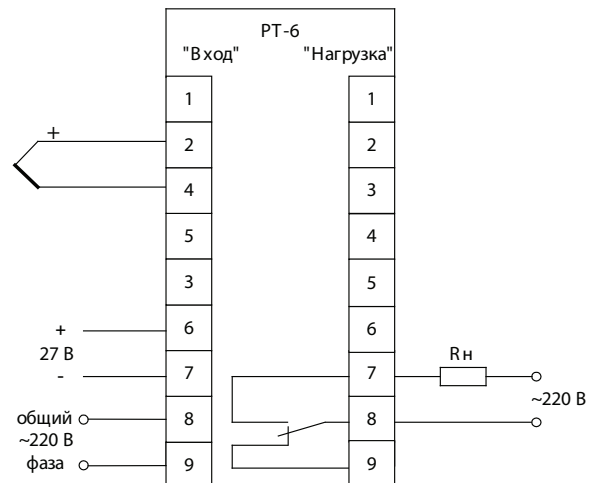 РТ-6
"Вход" "Нагрузка"
1 1
+ 2 2
4 3
5 4
3 5
+ 6 6
27 В
- 7 7 Rн
общий 8 8 ~220 В
~220 В
фаза 9 9